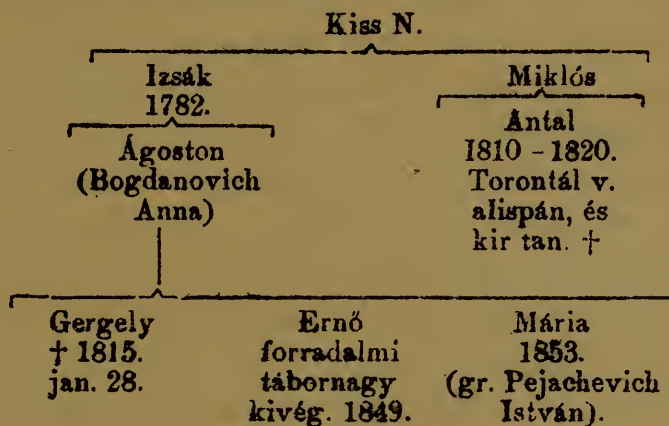 Kiss N.
Izsák
1782.
Miklós
Ágoston
(Bogdanovich
Anna)
Antal
1810 - 1820.
Torontál v.
alispán, és
kir tan. †
Gergely
† 1815.
jan. 28.
Ernő
forradalmi
tábornagy
kivég. 1849.
Mária
1853.
(gr. Pejachevich
István).